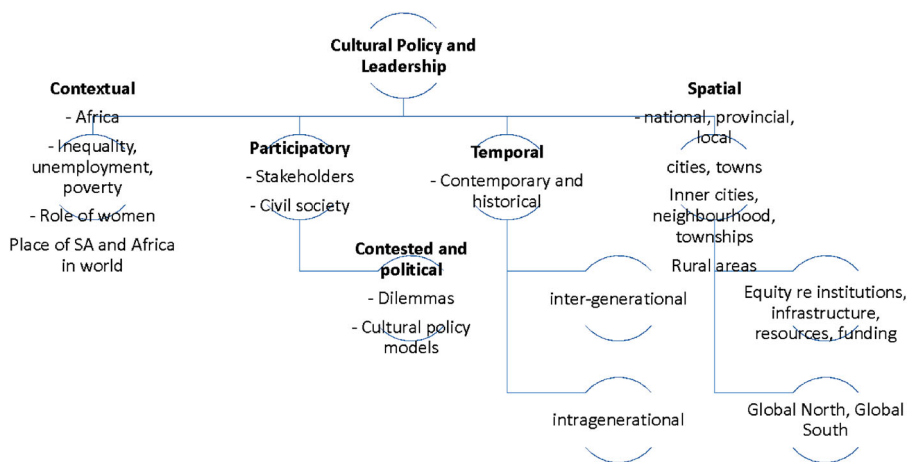 Cultural Policy and
Leadership
Contextual
- Africa
- Inequality,
unemployment,
poverty
- Role of women
Place of SA and Africa
in world
Participatory
- Stakeholders
- Civil society
Contested and
political
- Dilemmas
- Cultural policy
models
Temporal
- Contemporary and
historical
inter-generational
intragenerational
Spatial
- national, provincial,
local
cities, towns
Inner cities,
neighbourhood,
townships
Rural areas
Equity re institutions,
infrastructure,
resources, funding
Global North, Global
South